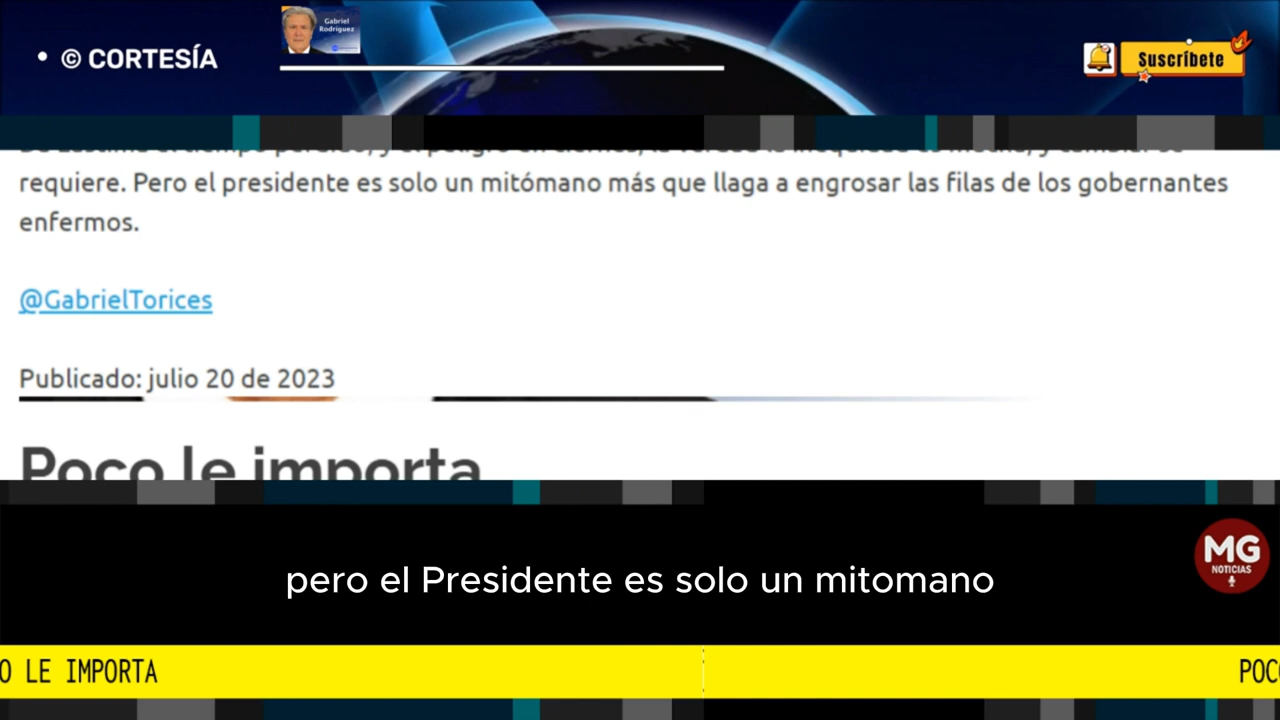 • © CORTESÍA
Gabriel
Rodríguez
Suscríbete
requiere. Pero el presidente es solo un mitómano más que llaga a engrosar las filas de los gobernantes
enfermos.
@GabrielTorices
Publicado: julio 20 de 2023
Poco le importa
pero el Presidente es solo un mitomano
MG
NOTICIAS
O LE IMPORTA
POC